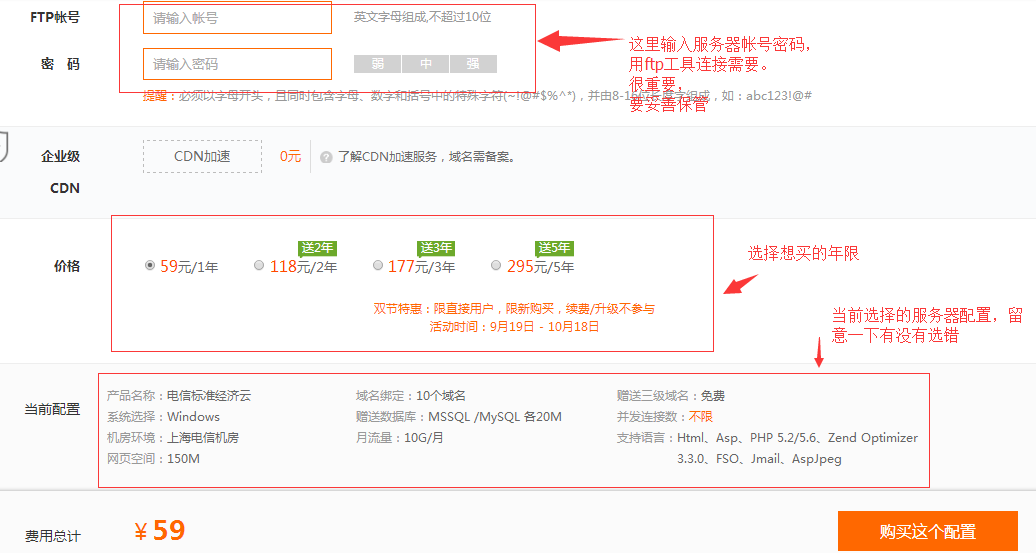 FTP帐号 请输入帐号 英文字母组成,不超过10位
这里输入服务器帐号密码，
用ftp工具连接需要。
很重要，
要妥善保管
密 码 请输入密码 弱 中 强
提醒：必须以字母开头，且同时包含字母、数字和括号中的特殊字符(~!@#$%^*)，并由8-16位长度字组成，如：abc123!@#
企业级 CDN加速 0元 ? 了解CDN加速服务，域名需备案。
CDN
送2年 送3年 送5年
价格 59元/1年 118元/2年 177元/3年 295元/5年
选择想买的年限
双节特惠：限直接用户，限新购买，续费/升级不参与
活动时间：9月19日 - 10月18日
当前选择的服务器配置，留
意一下有没有选错
当前配置
产品名称：电信标准经济云 域名绑定：10个域名 赠送三级域名：免费
系统选择：Windows 赠送数据库：MSSQL /MySQL 各20M 并发连接数：不限
机房环境：上海电信机房 月流量：10G/月 支持语言：Html、Asp、PHP 5.2/5.6、Zend Optimizer
网页空间：150M 3.3.0、FSO、Jmail、AspJpeg
费用总计 ¥ 59 购买这个配置